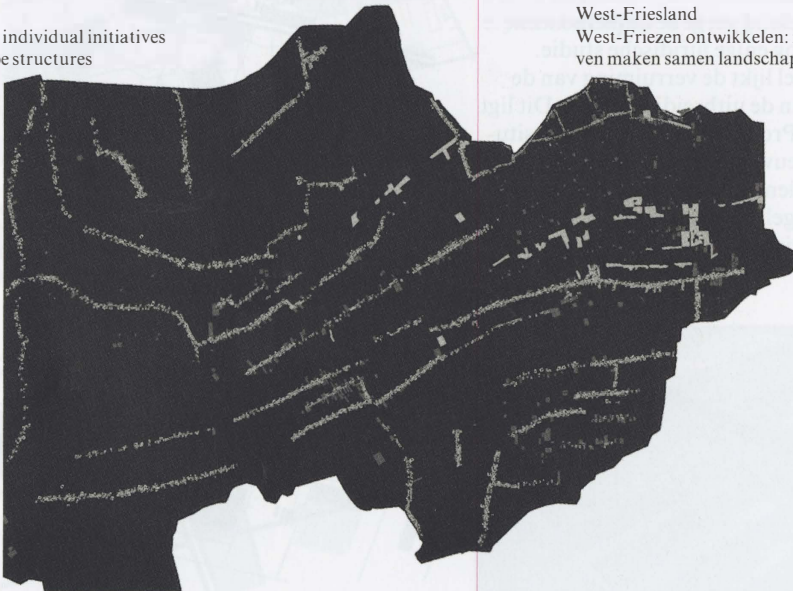 individual initiatives
e structures
West-Friesland
West-Friezen ontwikkelen:
ven maken samen landschap